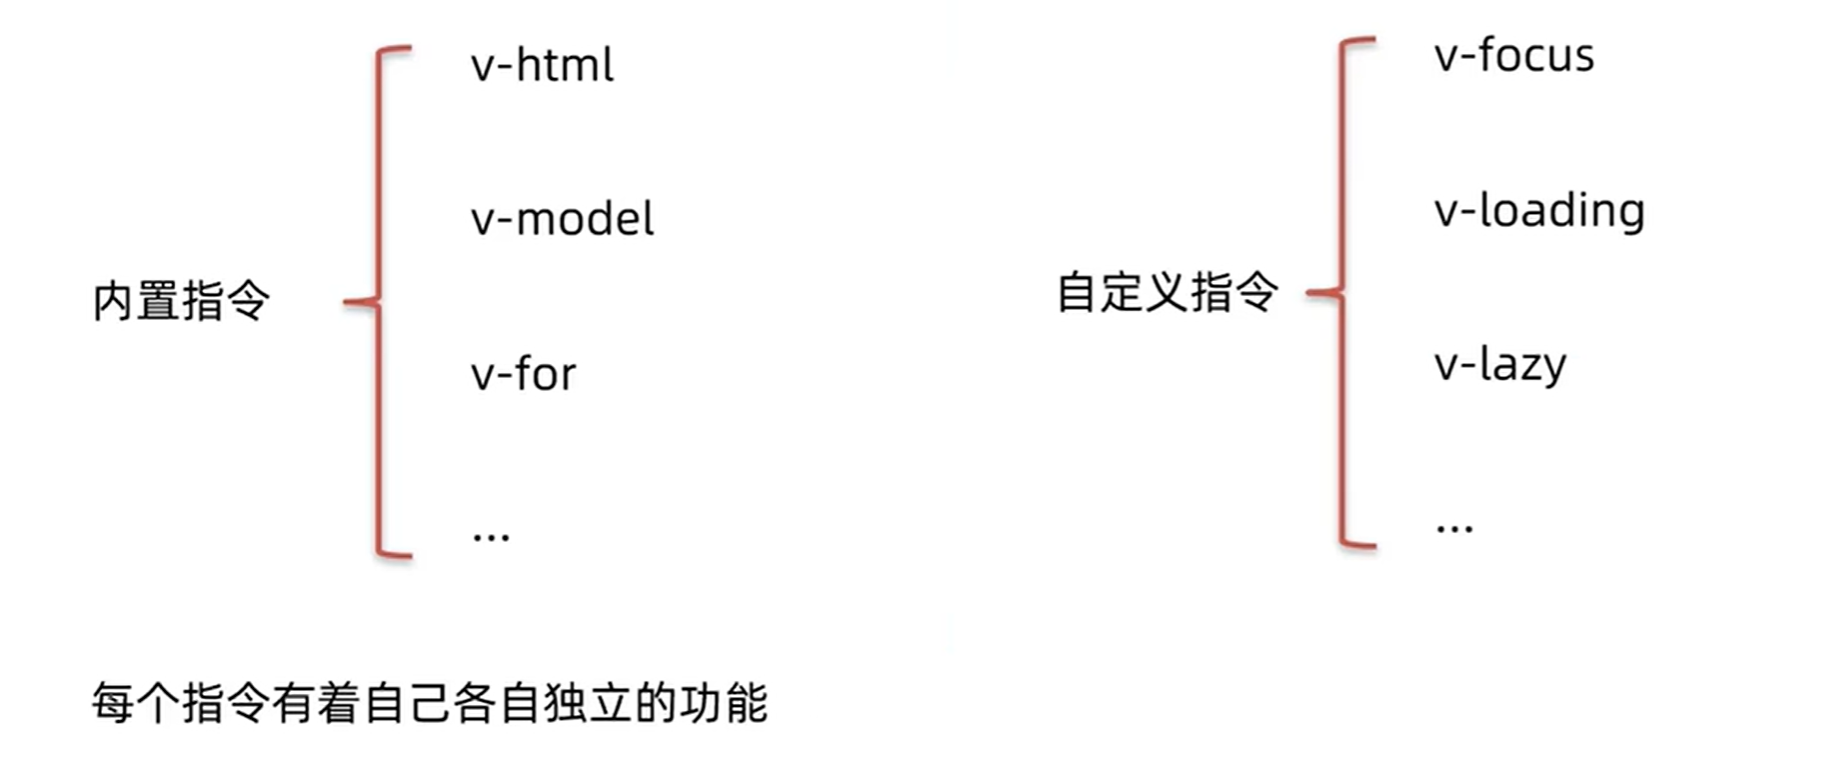 内置指令
v-html
v-model
v-for
...
自定义指令
v-focus
v-loading
v-lazy
...
每个指令有着自己各自独立的功能